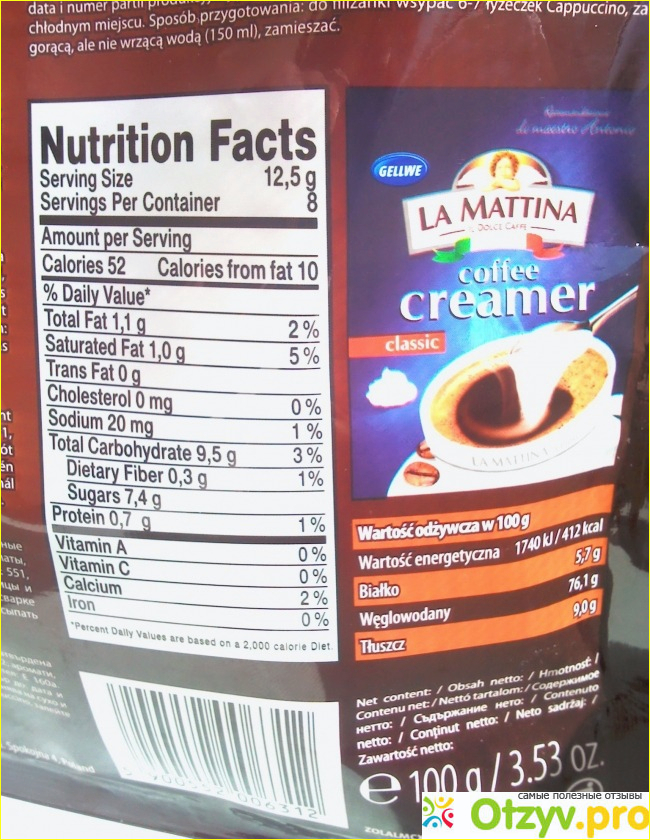 data i numer partii
chłodnym miejscu. Sposób przygotowania: do filiżanki wsypać 6-7 łyżeczek Cappuccino, za
gorącą, ale nie wrzącą wodą (150 ml), zamieszać.
Nutrition Facts
Serving Size 12,5 g
Servings Per Container 8
Amount per Serving
Calories 52 Calories from fat 10
% Daily Value*
Total Fat 1,1 g 2 %
Saturated Fat 1,0 g 5 %
Trans Fat 0 g
Cholesterol 0 mg 0 %
Sodium 20 mg 1 %
Total Carbohydrate 9,5 g 3 %
Dietary Fiber 0,3 g 1%
Sugars 7,4 g
Protein 0,7 g 1 %
Vitamin A 0 %
Vitamin C 0 %
Calcium 2 %
Iron 0 %
*Percent Daily Values are based on a 2,000 calorie Diet.
di maestro Antonio
GELLWE
LA MATTINA
IL DOLCE CAFFE
coffee
creamer
classic
LA MATTINA
Wartość odżywcza w 100 g
Wartość energetyczna 1740 kJ / 412 kcal
Białko 5,7 g
Węglowodany 76,1 g
Tłuszcz 9,0 g
Net content: / Obsah netto: / Hmotnosť: /
Contenu net: / Nettó tartalom: / Содержимое
нетто: / Съдържание нето: / Contenuto
netto: / Conţinut netto: / Neto sadržaj: /
Zawartość netto:
e 100 g / 3.53 OZ.
5 900552 006312
Spokojna 4, Poland
самые полезные отзывы
Otzyv.pro